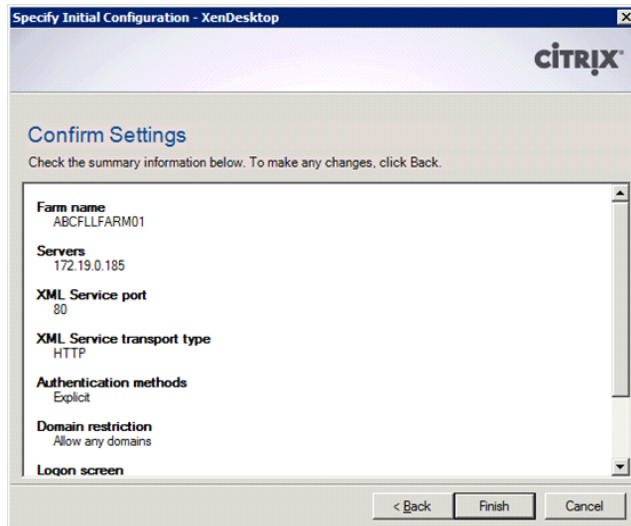 Specify Initial Configuration - XenDesktop
CİTRIX
Confirm Settings
Check the summary information below. To make any changes, click Back.
Farm name
ABCFLLFARM01
Servers
172.19.0.185
XML Service port
80
XML Service transport type
HTTP
Authentication methods
Explicit
Domain restriction
Allow any domains
Logon screen
< Back Finish Cancel